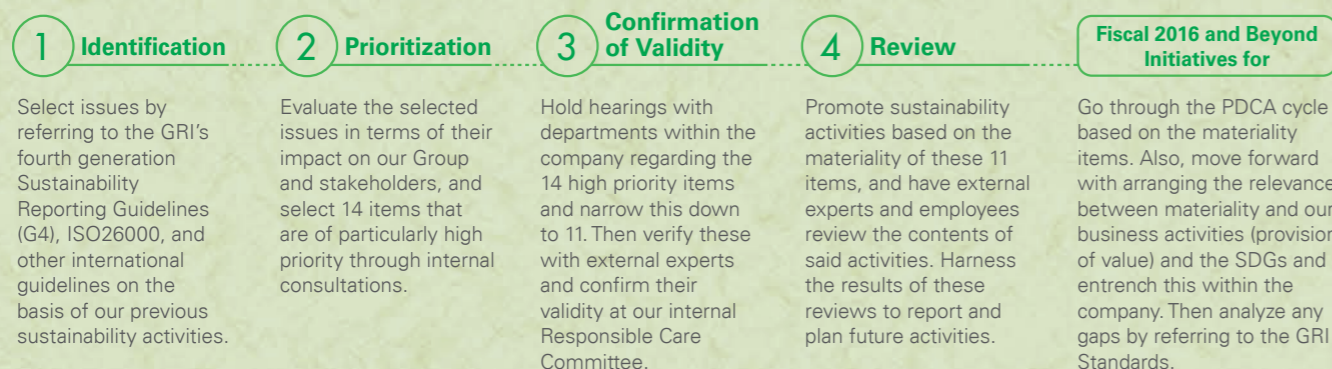 1 Identification
Select issues by
referring to the GRI's
fourth generation
Sustainability
Reporting Guidelines
(G4), ISO26000, and
other international
guidelines on the
basis of our previous
sustainability activities.
2 Prioritization
Evaluate the selected
issues in terms of their
impact on our Group
and stakeholders, and
select 14 items that
are of particularly high
priority through internal
consultations.
3 Confirmation
of Validity
Hold hearings with
departments within the
company regarding the
14 high priority items
and narrow this down
to 11. Then verify these
with external experts
and confirm their
validity at our internal
Responsible Care
Committee.
4 Review
Promote sustainability
activities based on the
materiality of these 11
items, and have external
experts and employees
review the contents of
said activities. Harness
the results of these
reviews to report and
plan future activities.
Fiscal 2016 and Beyond
Initiatives for
Go through the PDCA cycle
based on the materiality
items. Also, move forward
with arranging the relevance
between materiality and our
business activities (provision
of value) and the SDGs and
entrench this within the
company. Then analyze any
gaps by referring to the GRI
Standards.